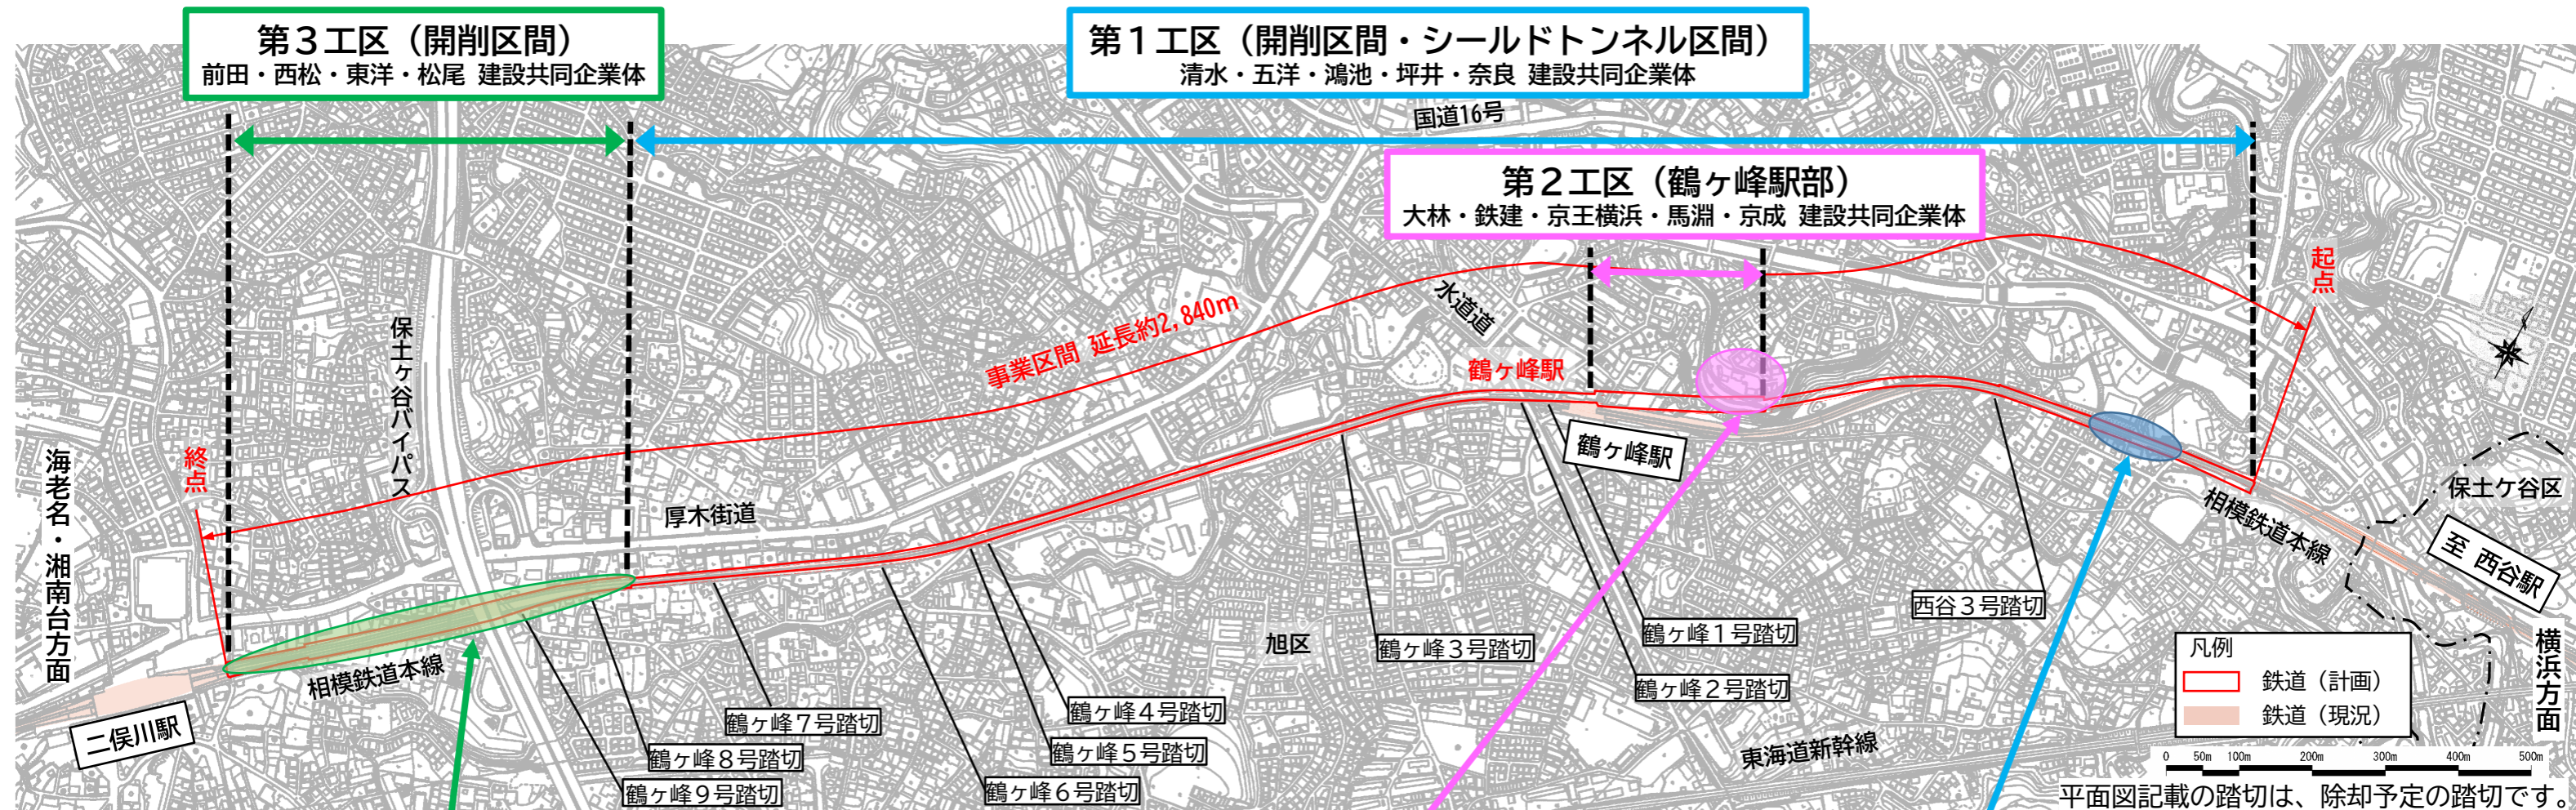 第3工区（開削区間）
前田・西松・東洋・松尾 建設共同企業体
第1工区（開削区間・シールドトンネル区間）
清水・五洋・鴻池・坪井・奈良 建設共同企業体
国道16号
第2工区（鶴ヶ峰駅部）
大林・鉄建・京王横浜・馬淵・京成 建設共同企業体
起点
水道道
事業区間 延長約2,840m
保土ヶ谷バイパス
鶴ヶ峰駅
鶴ヶ峰駅
終点
海老名・湘南台方面
厚木街道
保土ケ谷区
相模鉄道本線
至 西谷駅
横浜方面
西谷3号踏切
鶴ヶ峰1号踏切
旭区
鶴ヶ峰3号踏切
鶴ヶ峰2号踏切
相模鉄道本線
二俣川駅
鶴ヶ峰7号踏切
鶴ヶ峰4号踏切
鶴ヶ峰8号踏切
鶴ヶ峰5号踏切
鶴ヶ峰9号踏切
鶴ヶ峰6号踏切
東海道新幹線
凡例
鉄道（計画）
鉄道（現況）
0 50m 100m 200m 300m 400m 500m
平面図記載の踏切は、除却予定の踏切です。